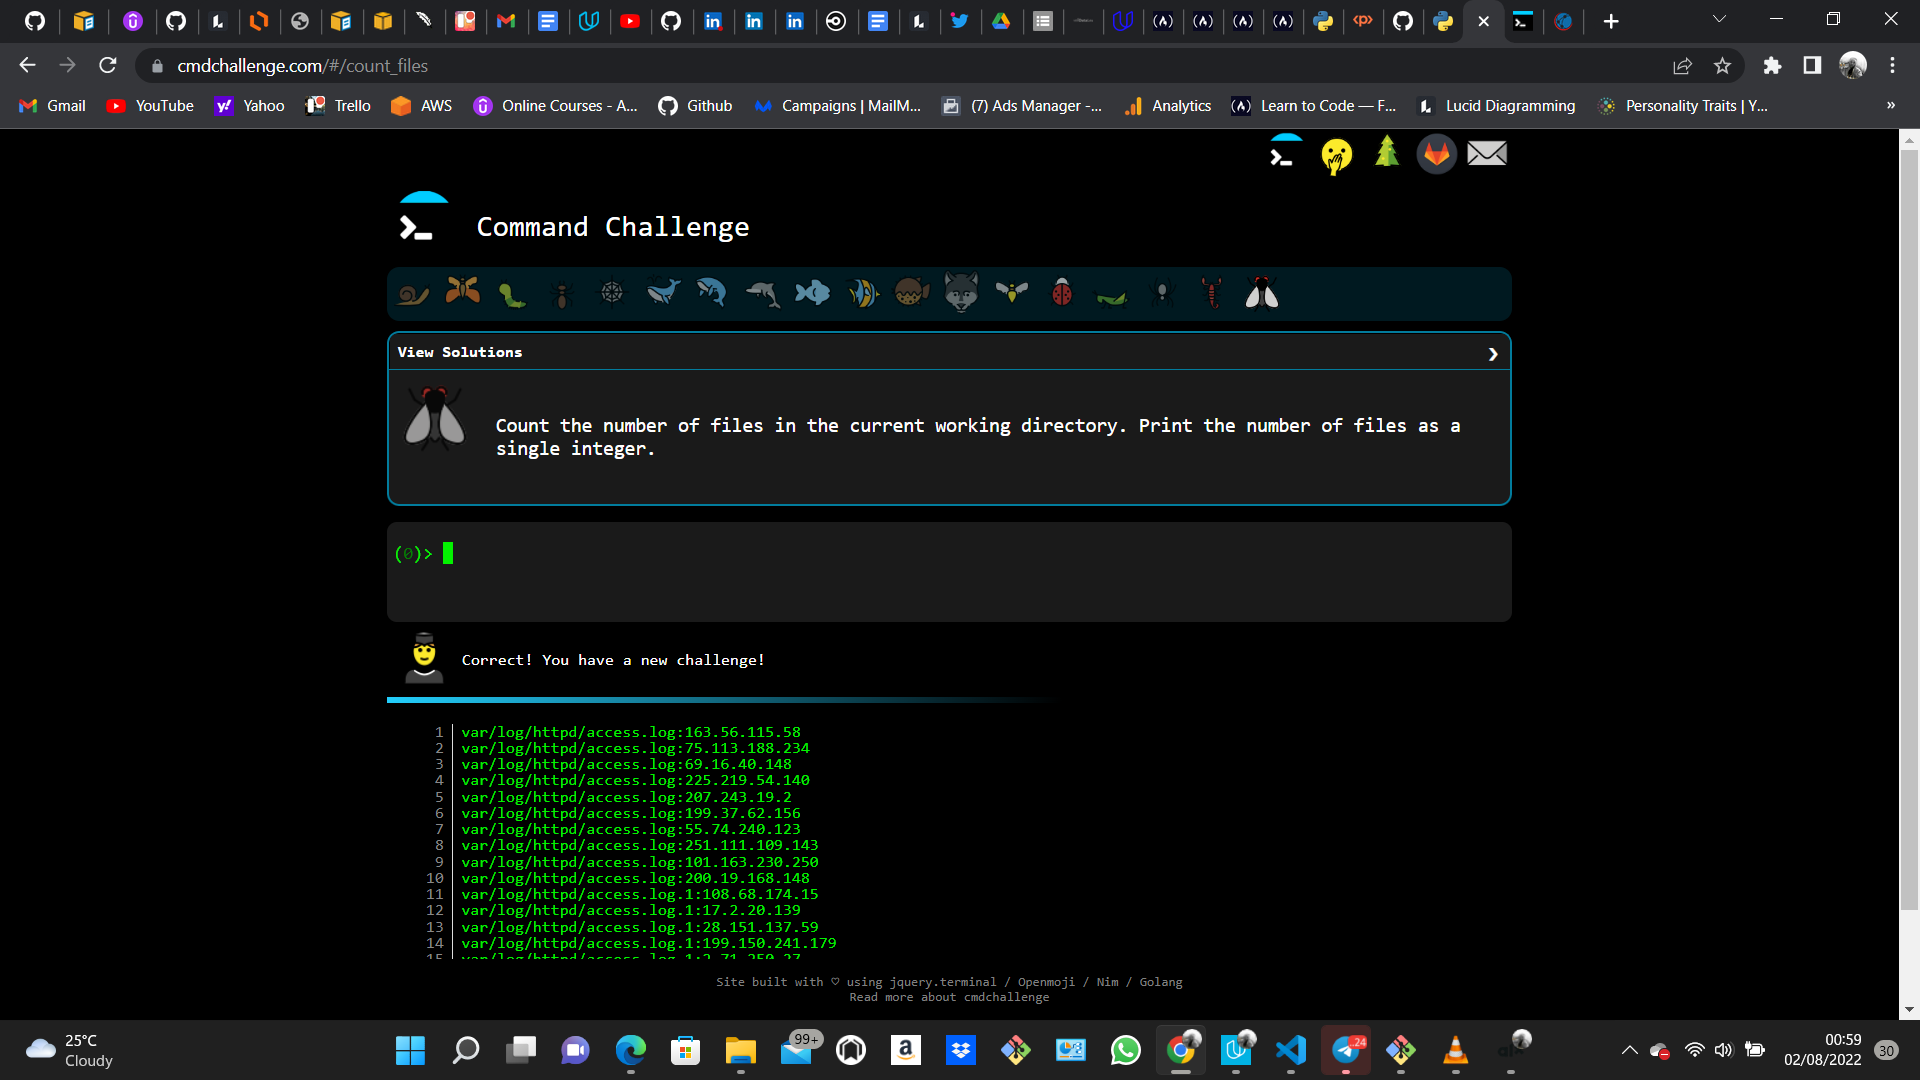 cmdchallenge.com/#/count_files
Gmail YouTube Yahoo Trello AWS Online Courses - A... Github Campaigns | MailM... (7) Ads Manager -... Analytics Learn to Code — F... Lucid Diagramming Personality Traits | Y... »
Command Challenge
View Solutions
Count the number of files in the current working directory. Print the number of files as a
single integer.
(0)>
Correct! You have a new challenge!
1 var/log/httpd/access.log:163.56.115.58
2 var/log/httpd/access.log:75.113.188.234
3 var/log/httpd/access.log:69.16.40.148
4 var/log/httpd/access.log:225.219.54.140
5 var/log/httpd/access.log:207.243.19.2
6 var/log/httpd/access.log:199.37.62.156
7 var/log/httpd/access.log:55.74.240.123
8 var/log/httpd/access.log:251.111.109.143
9 var/log/httpd/access.log:101.163.230.250
10 var/log/httpd/access.log:200.19.168.148
11 var/log/httpd/access.log.1:108.68.174.15
12 var/log/httpd/access.log.1:17.2.20.139
13 var/log/httpd/access.log.1:28.151.137.59
14 var/log/httpd/access.log.1:199.150.241.179
15 var/log/httpd/access.log.1:2.71.250.27
Site built with ♡ using jquery.terminal / Openmoji / Nim / Golang
Read more about cmdchallenge
25°C
Cloudy
99+
24
00:59
02/08/2022
30